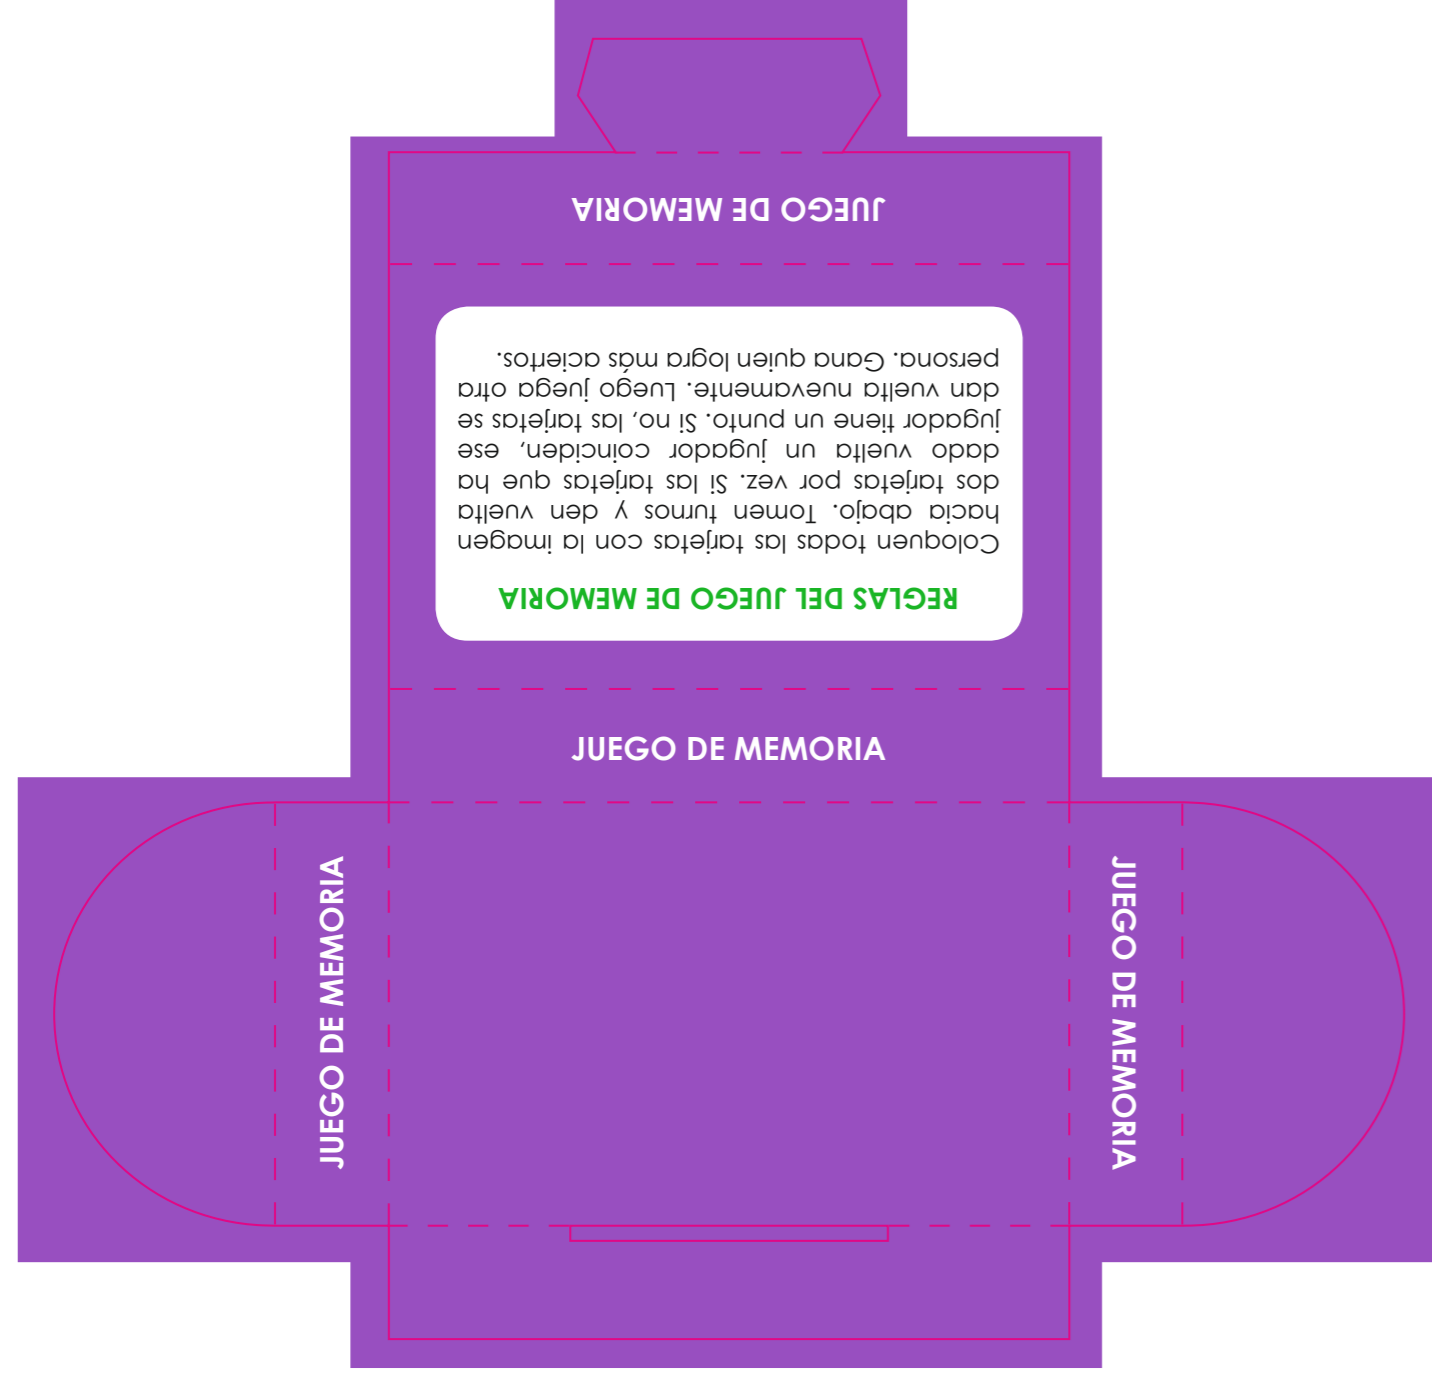 JUEGO DE MEMORIA
REGLAS DEL JUEGO DE MEMORIA
Coloquen todas las tarjetas con la imagen
hacia abajo. Tomen turnos y den vuelta
dos tarjetas por vez. Si las tarjetas que ha
dado vuelta un jugador coinciden, ese
jugador tiene un punto. Si no, las tarjetas se
dan vuelta nuevamente. Luego juega otra
persona. Gana quien logra más aciertos.
JUEGO DE MEMORIA
JUEGO DE MEMORIA
JUEGO DE MEMORIA